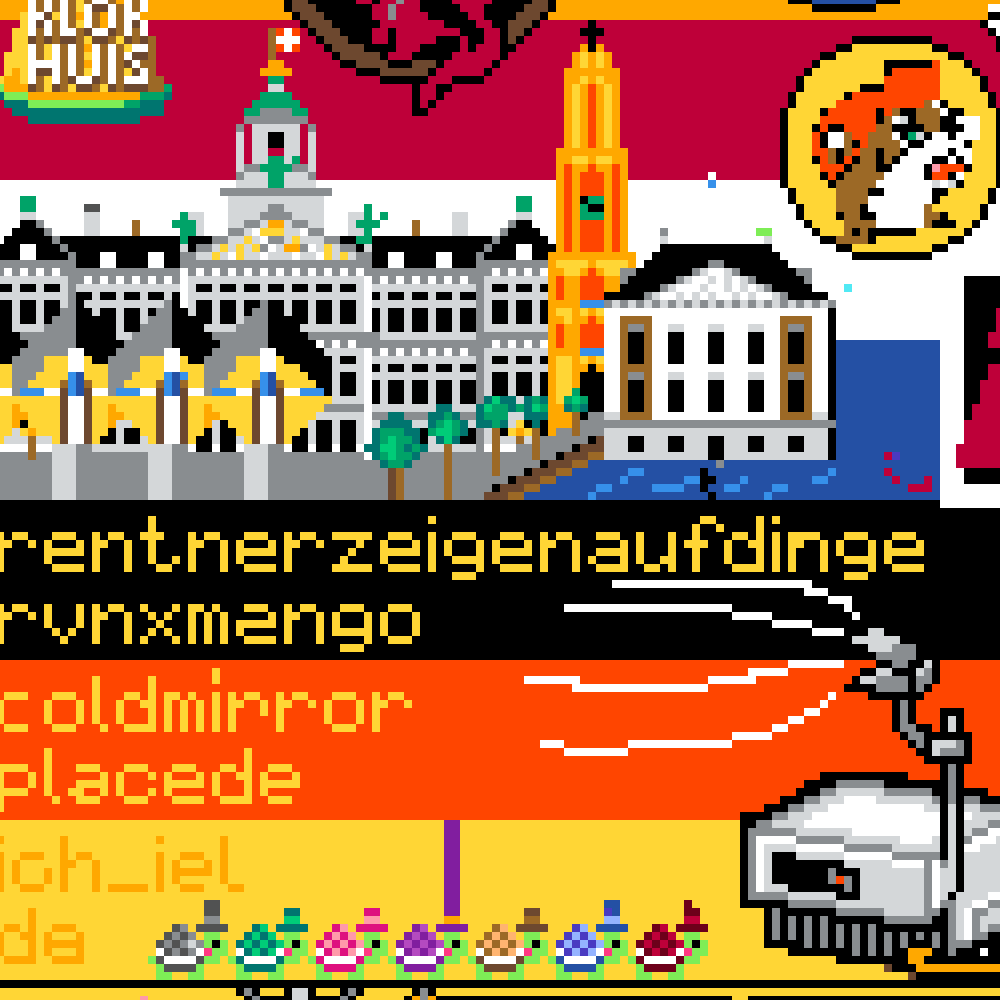 KLOK
HUIS
rentnerzeigenaufdinge
rvnxmango
coldmirror
placede
ich_iel
de